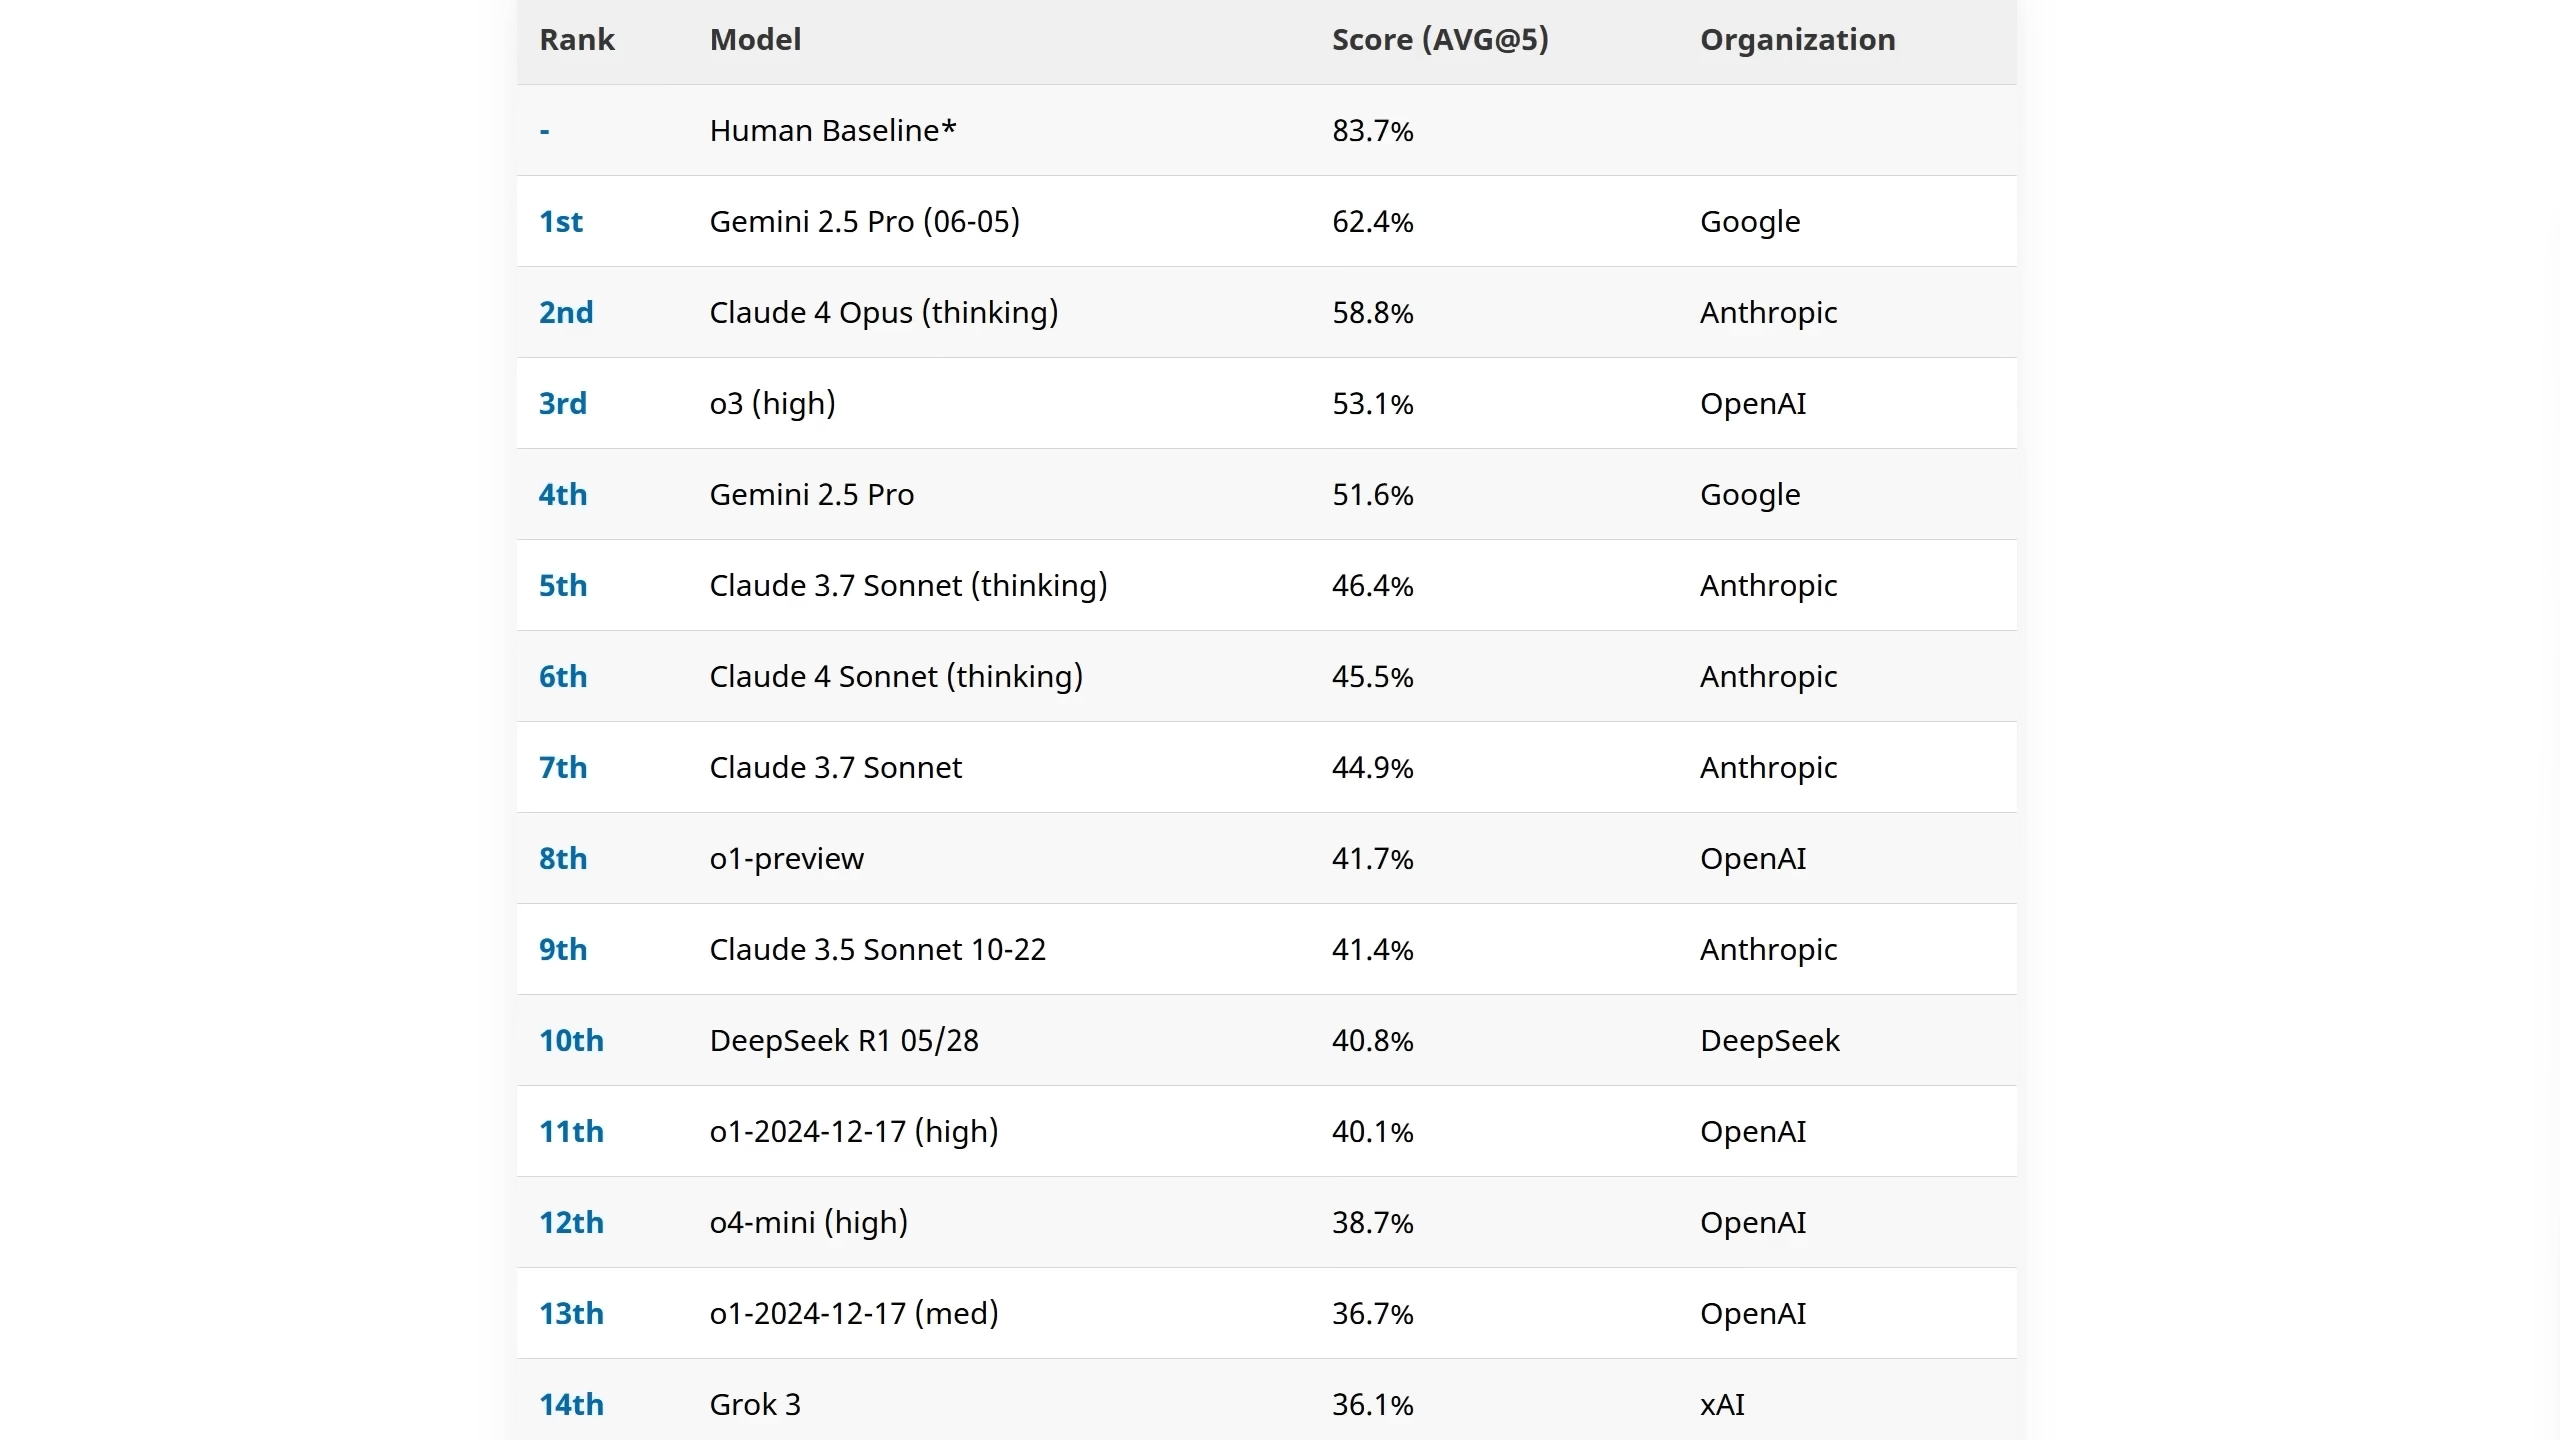 Rank Model Score (AVG@5) Organization
- Human Baseline* 83.7%
1st Gemini 2.5 Pro (06-05) 62.4% Google
2nd Claude 4 Opus (thinking) 58.8% Anthropic
3rd o3 (high) 53.1% OpenAI
4th Gemini 2.5 Pro 51.6% Google
5th Claude 3.7 Sonnet (thinking) 46.4% Anthropic
6th Claude 4 Sonnet (thinking) 45.5% Anthropic
7th Claude 3.7 Sonnet 44.9% Anthropic
8th o1-preview 41.7% OpenAI
9th Claude 3.5 Sonnet 10-22 41.4% Anthropic
10th DeepSeek R1 05/28 40.8% DeepSeek
11th o1-2024-12-17 (high) 40.1% OpenAI
12th o4-mini (high) 38.7% OpenAI
13th o1-2024-12-17 (med) 36.7% OpenAI
14th Grok 3 36.1% xAI